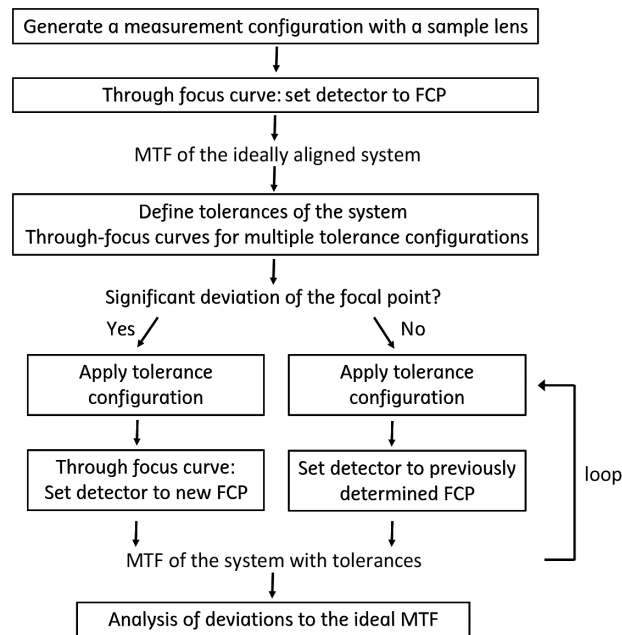 Generate a measurement configuration with a sample lens
Through focus curve: set detector to FCP
MTF of the ideally aligned system
Define tolerances of the system
Through-focus curves for multiple tolerance configurations
Significant deviation of the focal point?
Yes
No
Apply tolerance
configuration
Apply tolerance
configuration
Through focus curve:
Set detector to new FCP
Set detector to previously
determined FCP
loop
MTF of the system with tolerances
Analysis of deviations to the ideal MTF